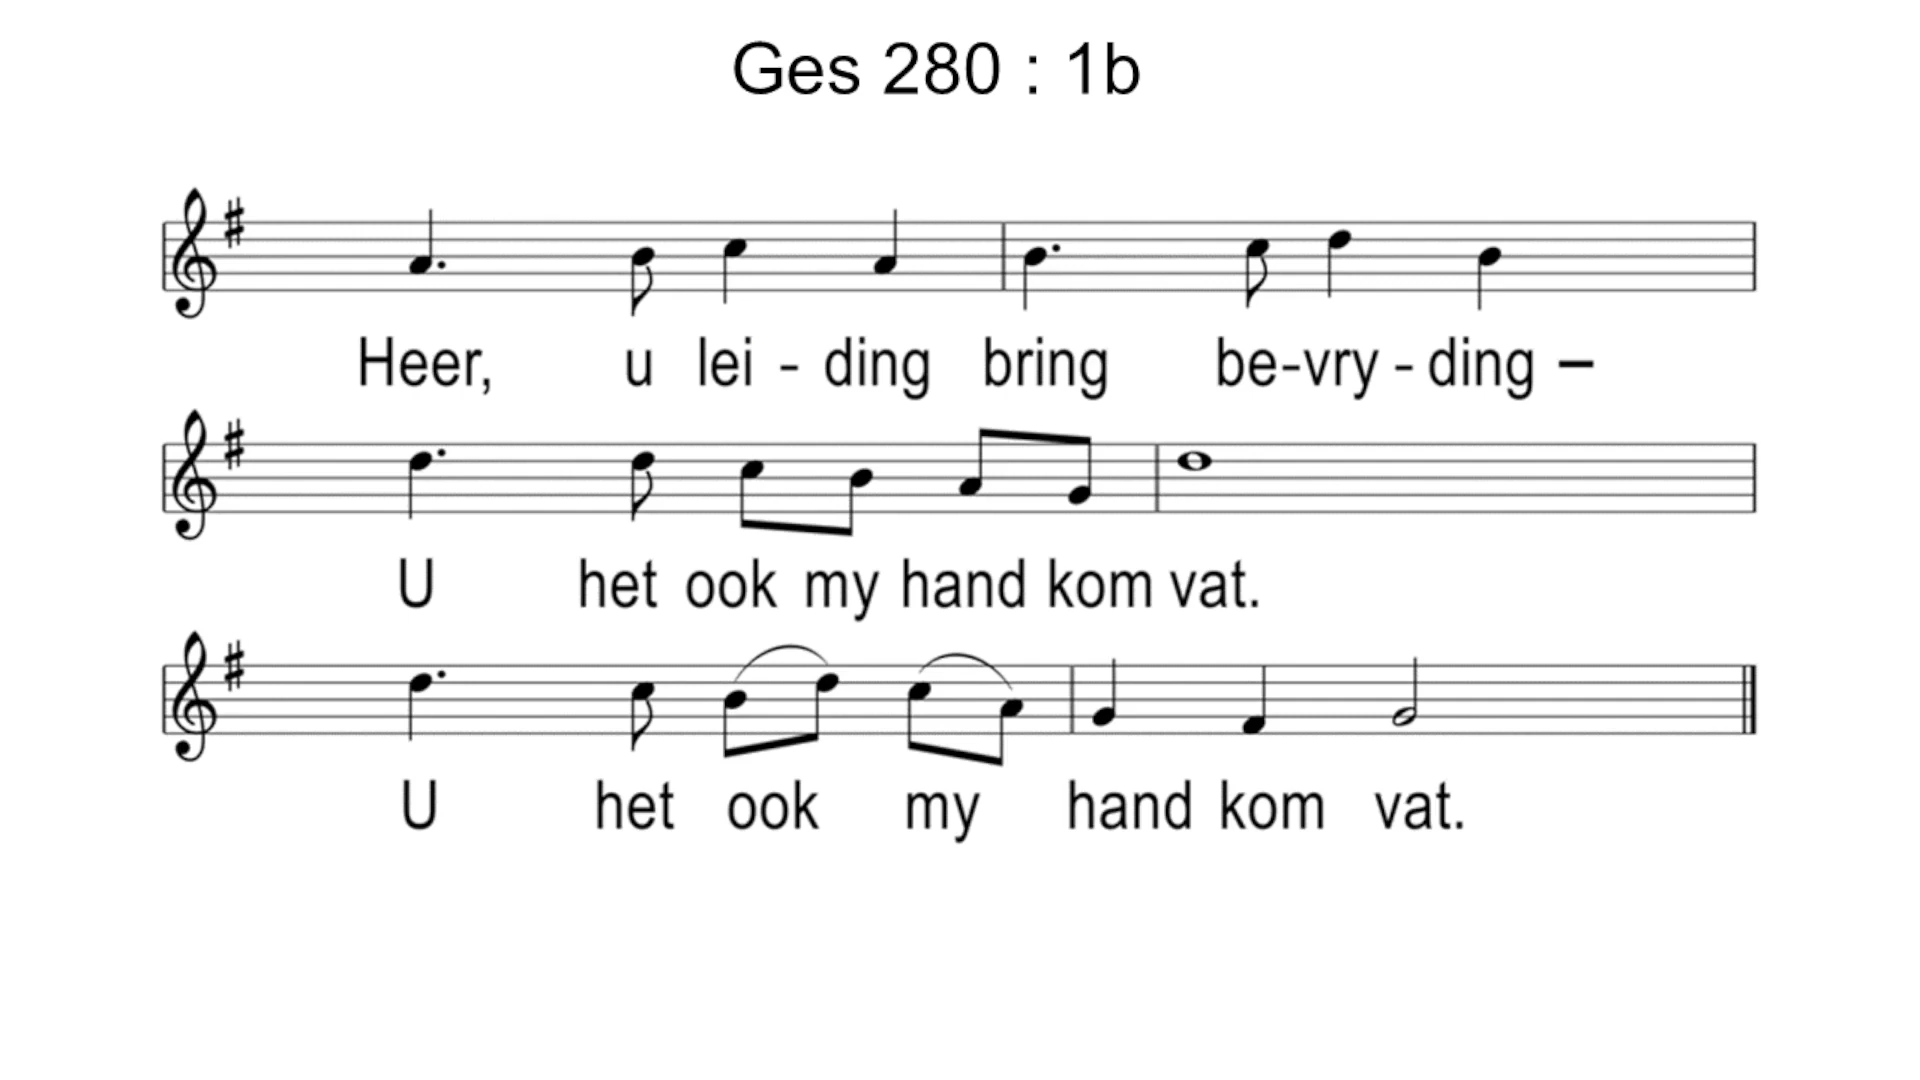 Ges 280 : 1b
Heer, u lei - ding bring be-vry - ding –
U het ook my hand kom vat.
U het ook my hand kom vat.